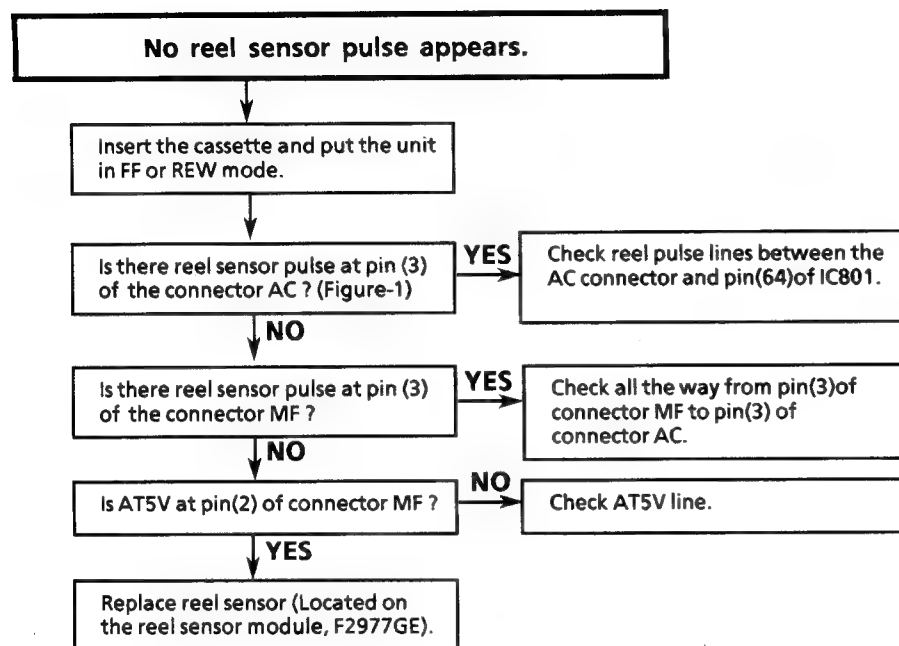 No reel sensor pulse appears.
Insert the cassette and put the unit
in FF or REW mode.
Is there reel sensor pulse at pin (3)
of the connector AC ? (Figure-1)
YES
Check reel pulse lines between the
AC connector and pin(64)of IC801.
NO
Is there reel sensor pulse at pin (3)
of the connector MF ?
YES
Check all the way from pin(3)of
connector MF to pin(3) of
connector AC.
NO
Is AT5V at pin(2) of connector MF ?
NO
Check AT5V line.
YES
Replace reel sensor (Located on
the reel sensor module, F2977GE).